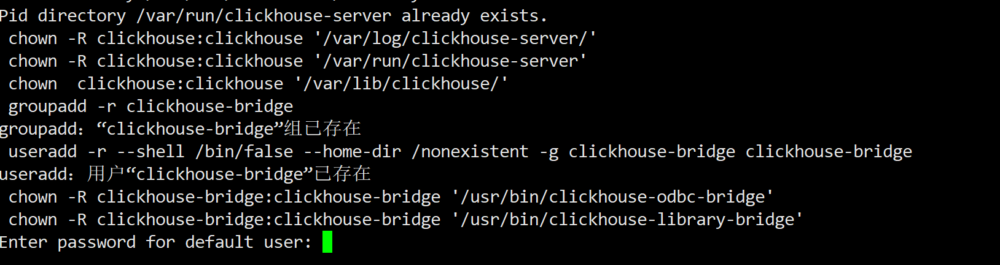 Pid directory /var/run/clickhouse-server already exists.
 chown -R clickhouse:clickhouse '/var/log/clickhouse-server/'
 chown -R clickhouse:clickhouse '/var/run/clickhouse-server'
 chown  clickhouse:clickhouse '/var/lib/clickhouse/'
 groupadd -r clickhouse-bridge
groupadd：“clickhouse-bridge”组已存在
 useradd -r --shell /bin/false --home-dir /nonexistent -g clickhouse-bridge clickhouse-bridge
useradd：用户“clickhouse-bridge”已存在
 chown -R clickhouse-bridge:clickhouse-bridge '/usr/bin/clickhouse-odbc-bridge'
 chown -R clickhouse-bridge:clickhouse-bridge '/usr/bin/clickhouse-library-bridge'
Enter password for default user: